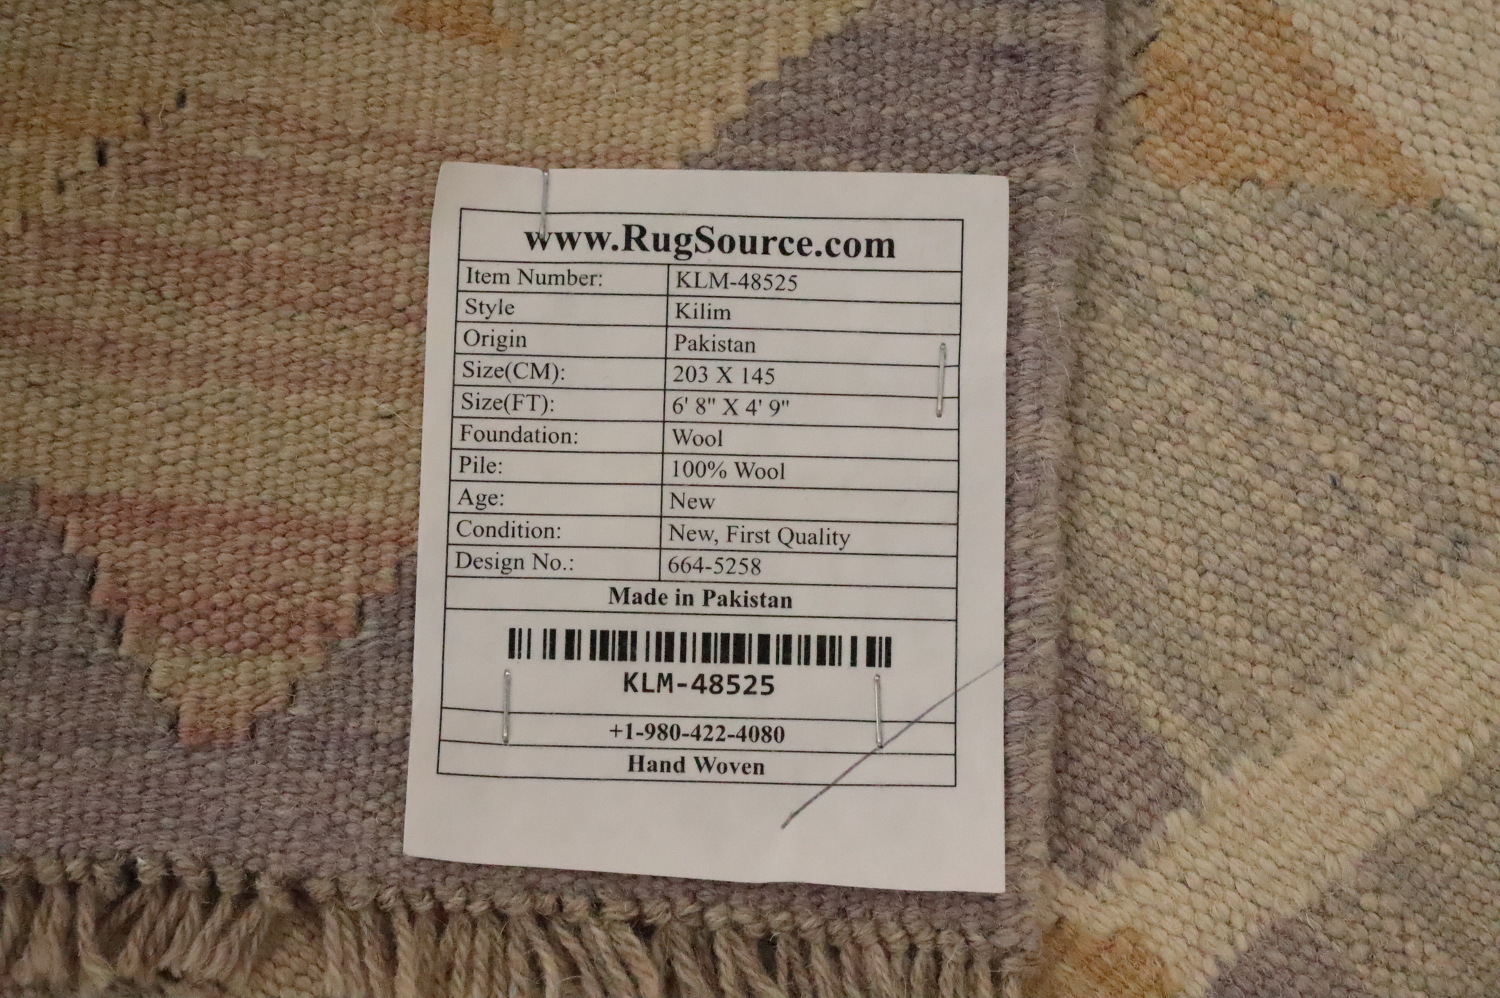 www.RugSource.com
Item Number: KLM-48525
Style Kilim
Origin Pakistan
Size(CM): 203 X 145
Size(FT): 6' 8" X 4' 9"
Foundation: Wool
Pile: 100% Wool
Age: New
Condition: New, First Quality
Design No.: 664-5258
Made in Pakistan
KLM-48525
+1-980-422-4080
Hand Woven